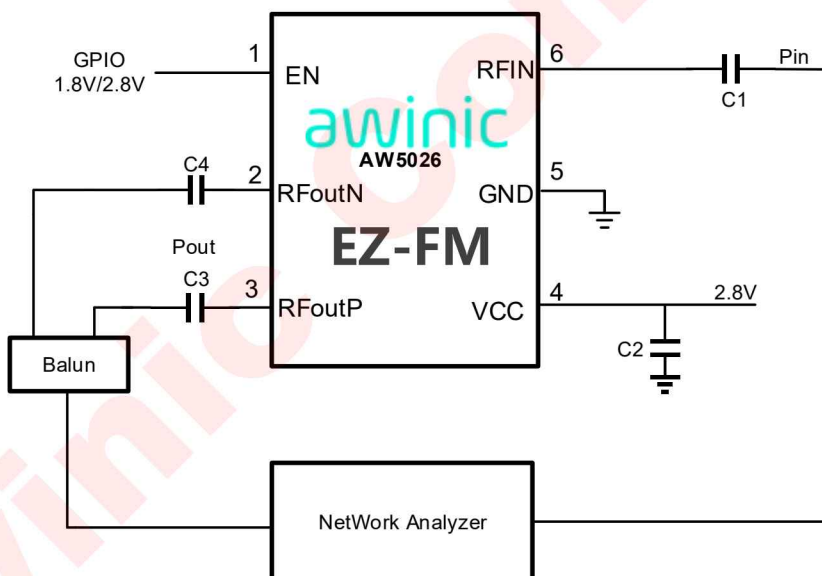 GPIO
1.8V/2.8V
1
EN
RFIN
6
Pin
C1
awinic
AW5026
C4
2
RFoutN
GND
5
EZ-FM
Pout
C3
3
RFoutP
VCC
4
2.8V
C2
Balun
NetWork Analyzer